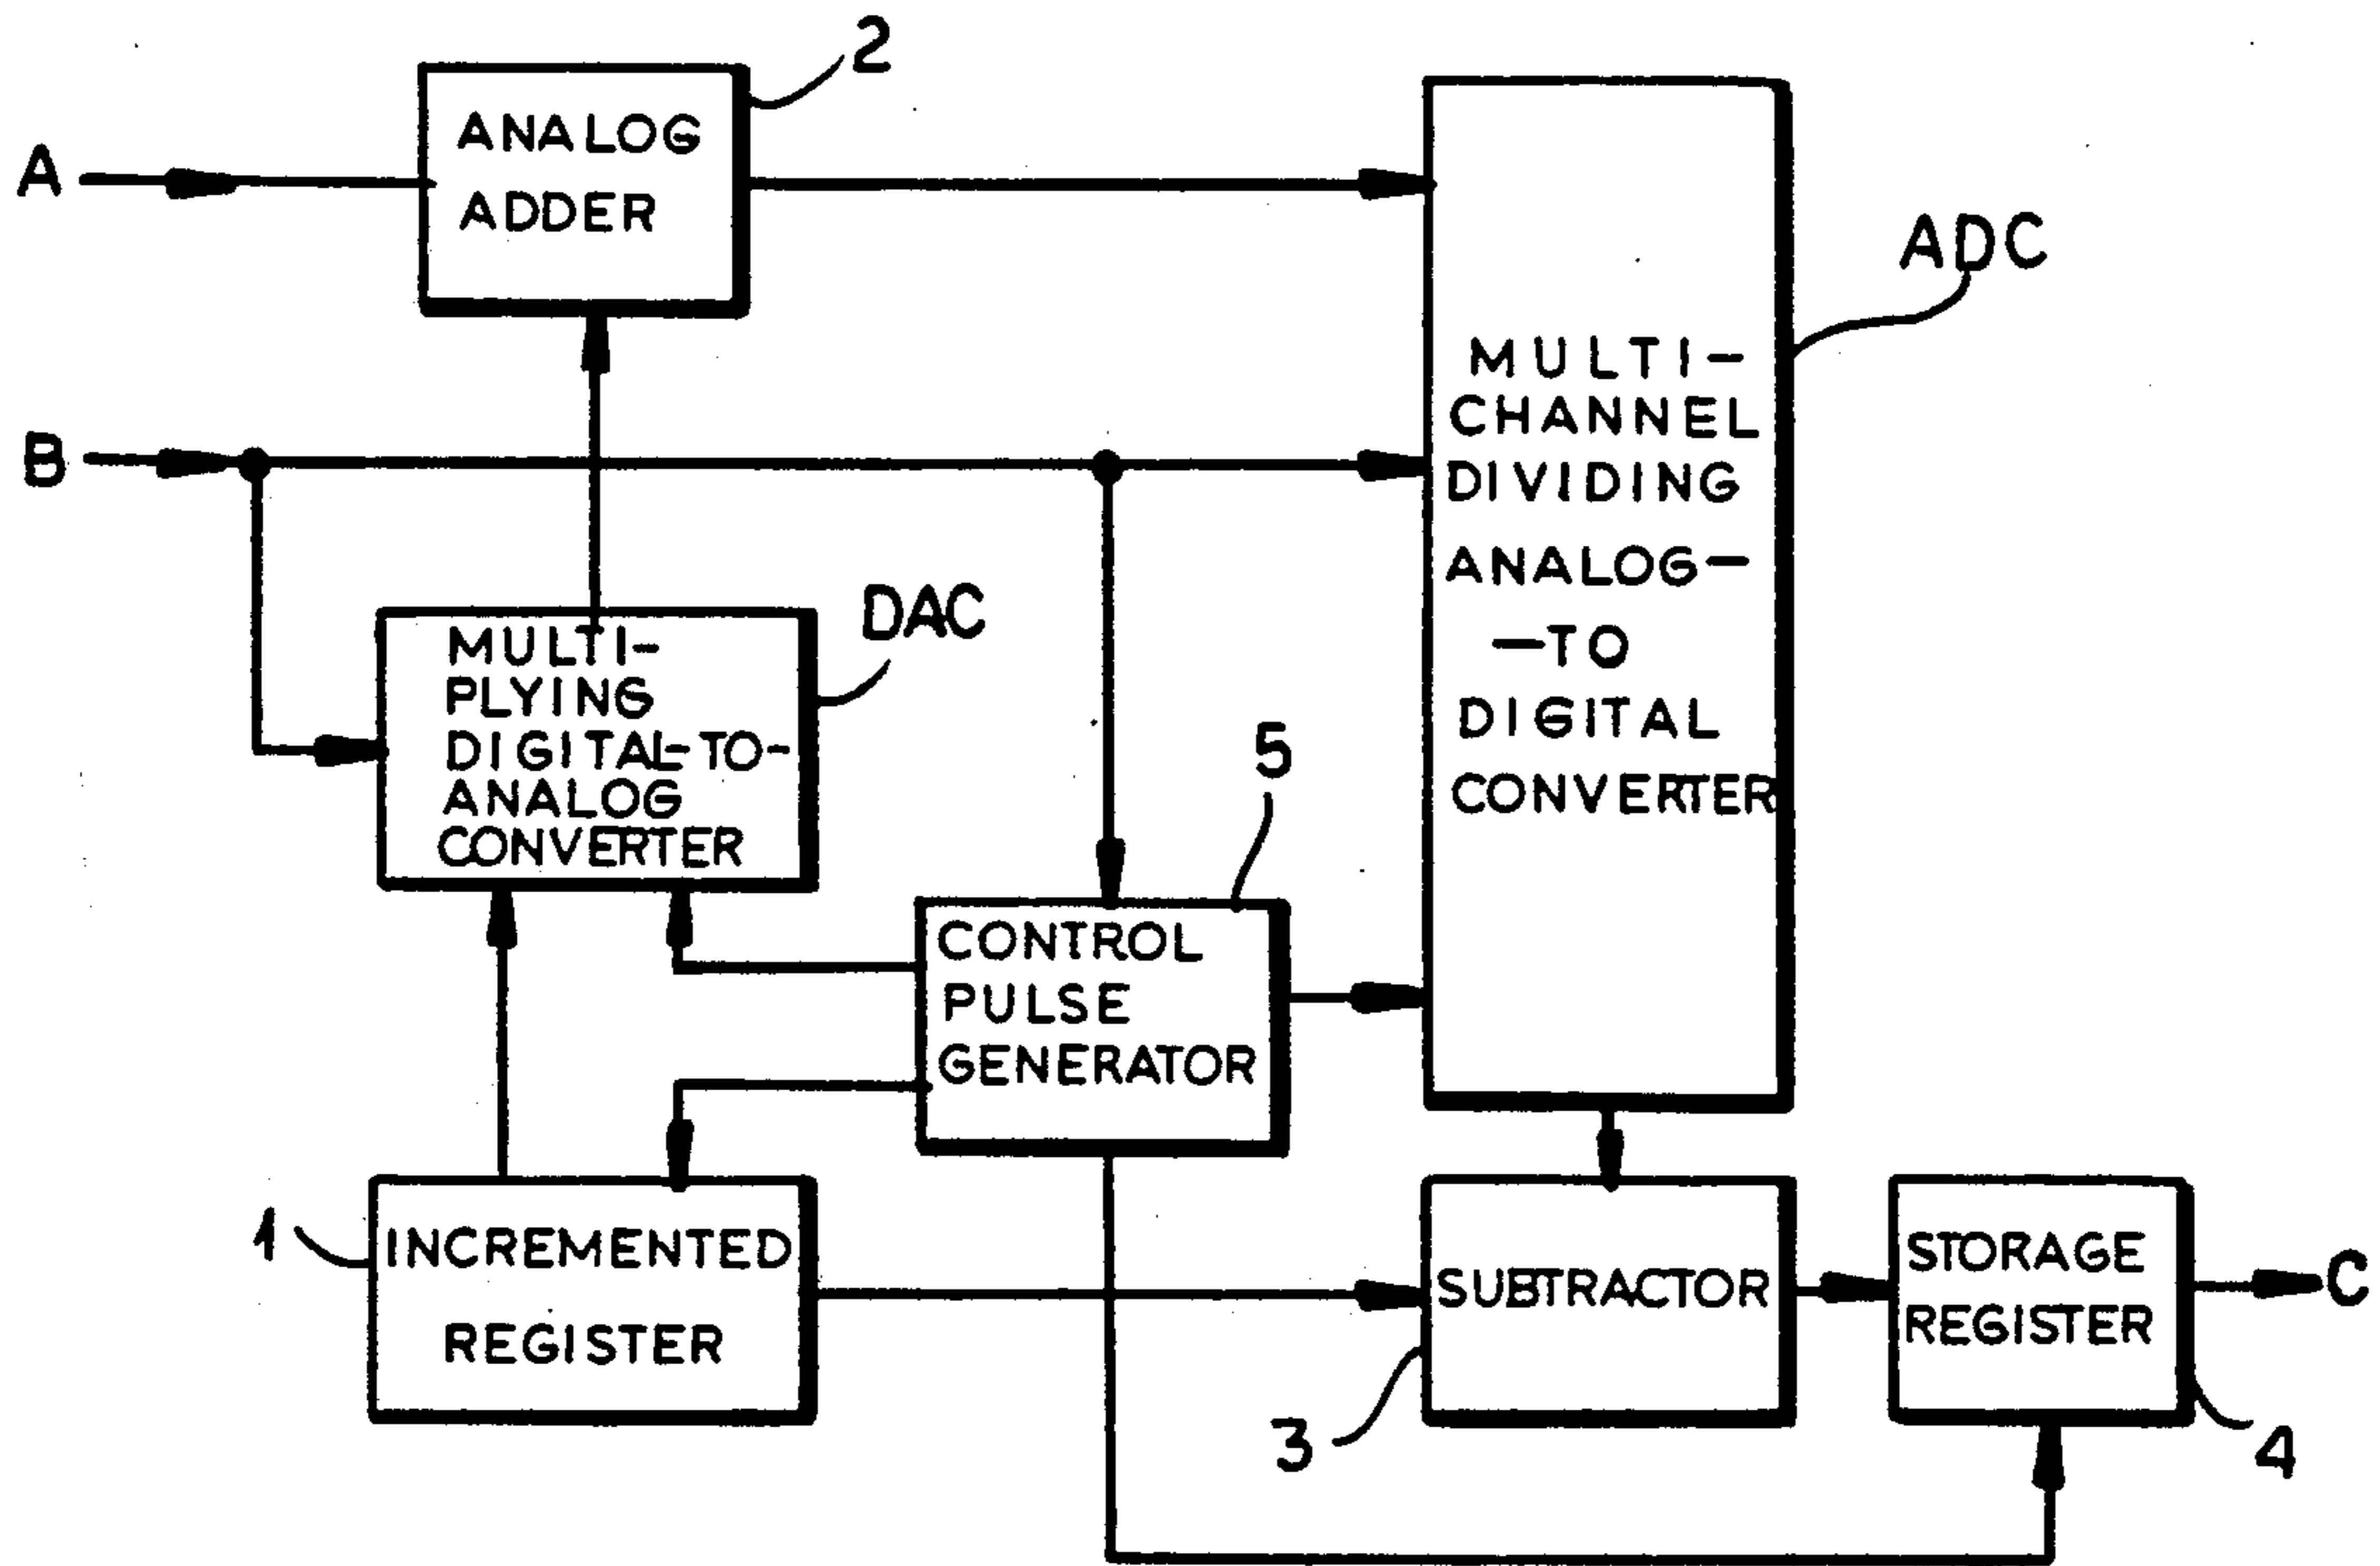 2
ANALOG
ADDER
A
ADC
MULTI-
CHANNEL
DIVIDING
ANALOG-
-TO
DIGITAL
CONVERTER
B
DAC
MULTI-
PLYING
DIGITAL-TO-
ANALOG
CONVERTER
5
CONTROL
PULSE
GENERATOR
1
INCREMENTED
REGISTER
SUBTRACTOR
3
STORAGE
REGISTER
C
4